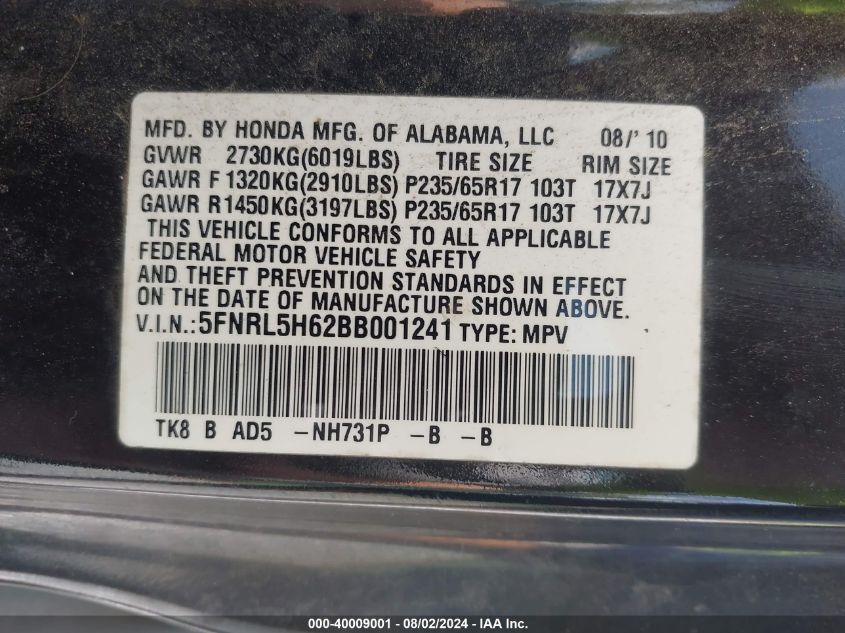 MFD. BY HONDA MFG. OF ALABAMA, LLC 08/' 10
GVWR 2730KG(6019LBS) TIRE SIZE RIM SIZE
GAWR F 1320KG(2910LBS) P235/65R17 103T 17X7J
GAWR R1450KG(3197LBS) P235/65R17 103T 17X7J
THIS VEHICLE CONFORMS TO ALL APPLICABLE
FEDERAL MOTOR VEHICLE SAFETY
AND THEFT PREVENTION STANDARDS IN EFFECT
ON THE DATE OF MANUFACTURE SHOWN ABOVE.
V.I.N.:5FNRL5H62BB001241 TYPE: MPV
TK8 B AD5 -NH731P -B -B
000-40009001 - 08/02/2024 - IAA Inc.